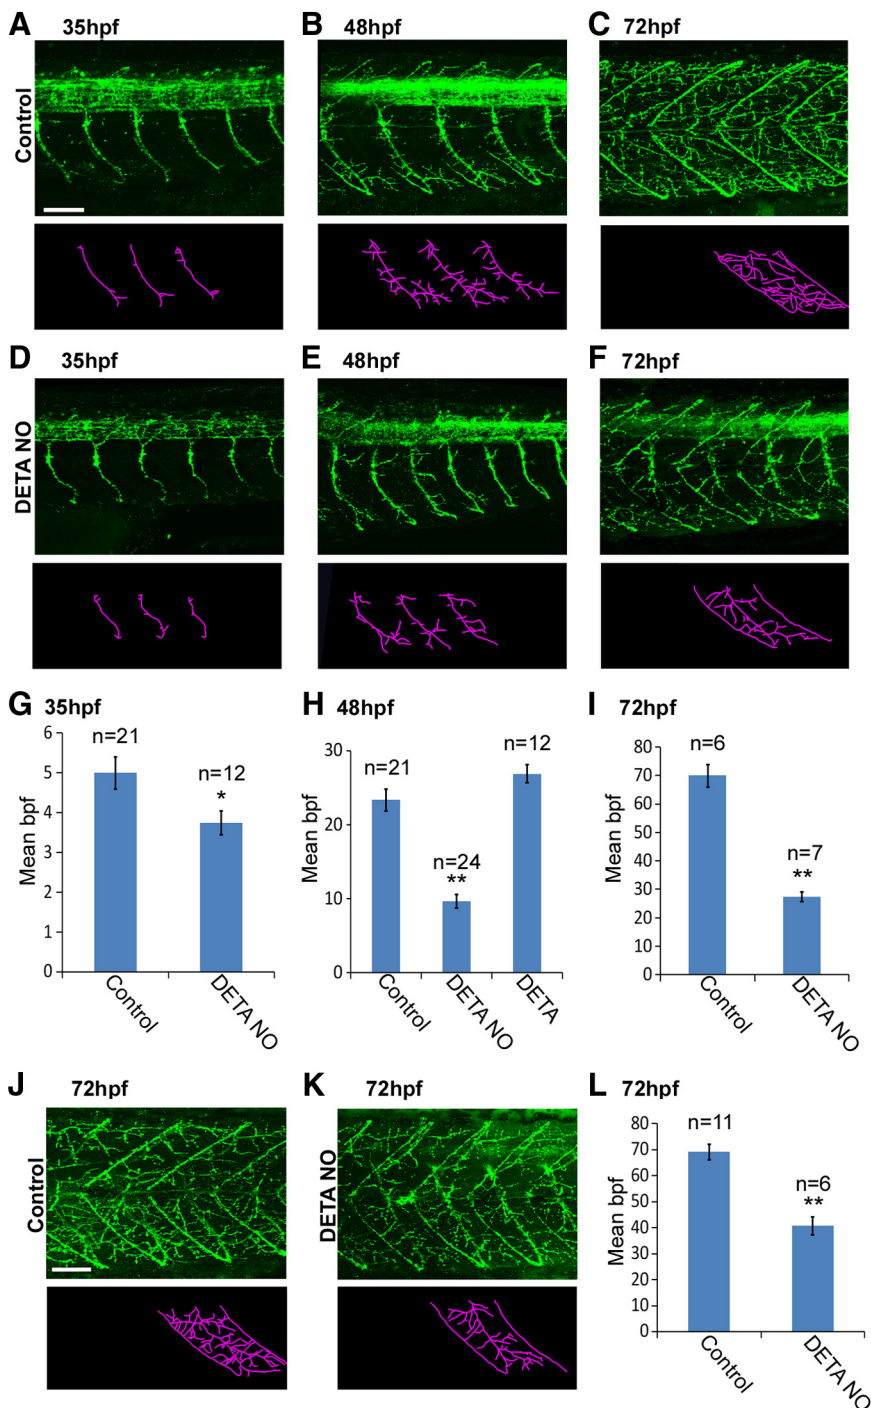 A 35hpf B 48hpf C 72hpf
Control
D 35hpf E 48hpf F 72hpf
DETA NO
G 35hpf H 48hpf I 72hpf
Mean bpf
6
5
4
3
2
1
0
n=21
n=12
*
Control
DETA NO
Mean bpf
30
20
10
0
n=21
n=24
**
n=12
Control
DETA NO
DETA
Mean bpf
80
70
60
50
40
30
20
10
0
n=6
n=7
**
Control
DETA NO
J 72hpf K 72hpf L 72hpf
Control
DETA NO
Mean bpf
80
70
60
50
40
30
20
10
0
n=11
n=6
**
Control
DETA NO